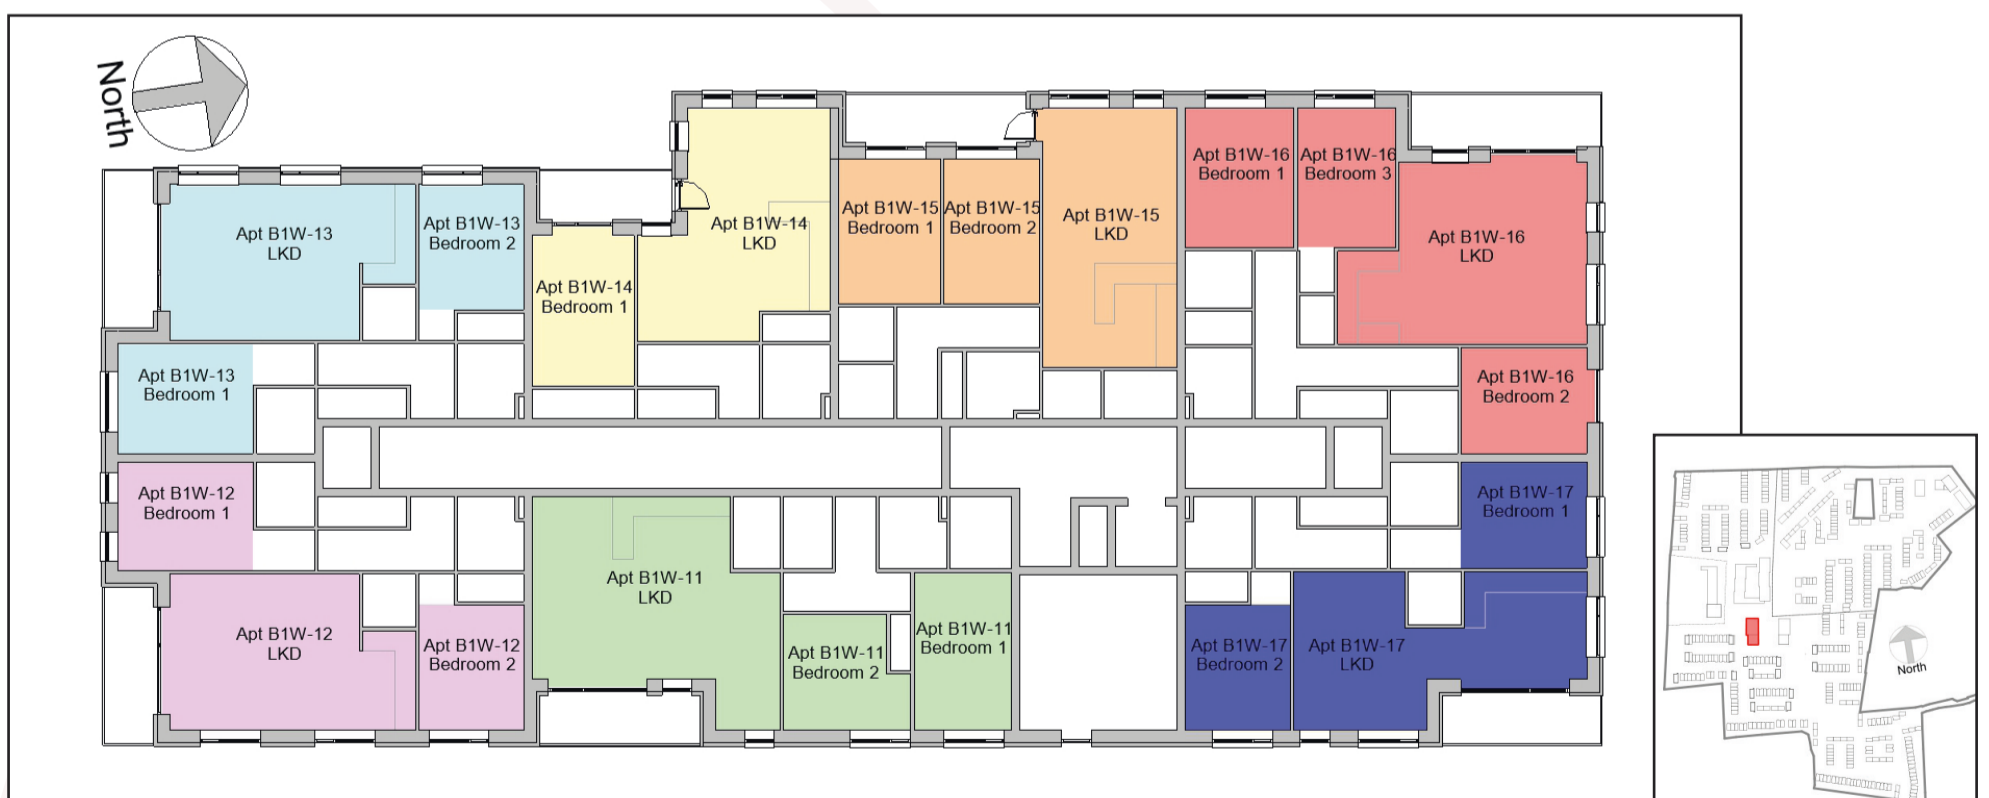 North
Apt B1W-13
LKD
Apt B1W-13
Bedroom 2
Apt B1W-14
Bedroom 1
Apt B1W-14
LKD
Apt B1W-15
Bedroom 1
Apt B1W-15
Bedroom 2
Apt B1W-15
LKD
Apt B1W-16
Bedroom 1
Apt B1W-16
Bedroom 3
Apt B1W-16
LKD
Apt B1W-13
Bedroom 1
Apt B1W-16
Bedroom 2
Apt B1W-12
Bedroom 1
Apt B1W-17
Bedroom 1
Apt B1W-12
LKD
Apt B1W-12
Bedroom 2
Apt B1W-11
LKD
Apt B1W-11
Bedroom 2
Apt B1W-11
Bedroom 1
Apt B1W-17
Bedroom 2
Apt B1W-17
LKD
North